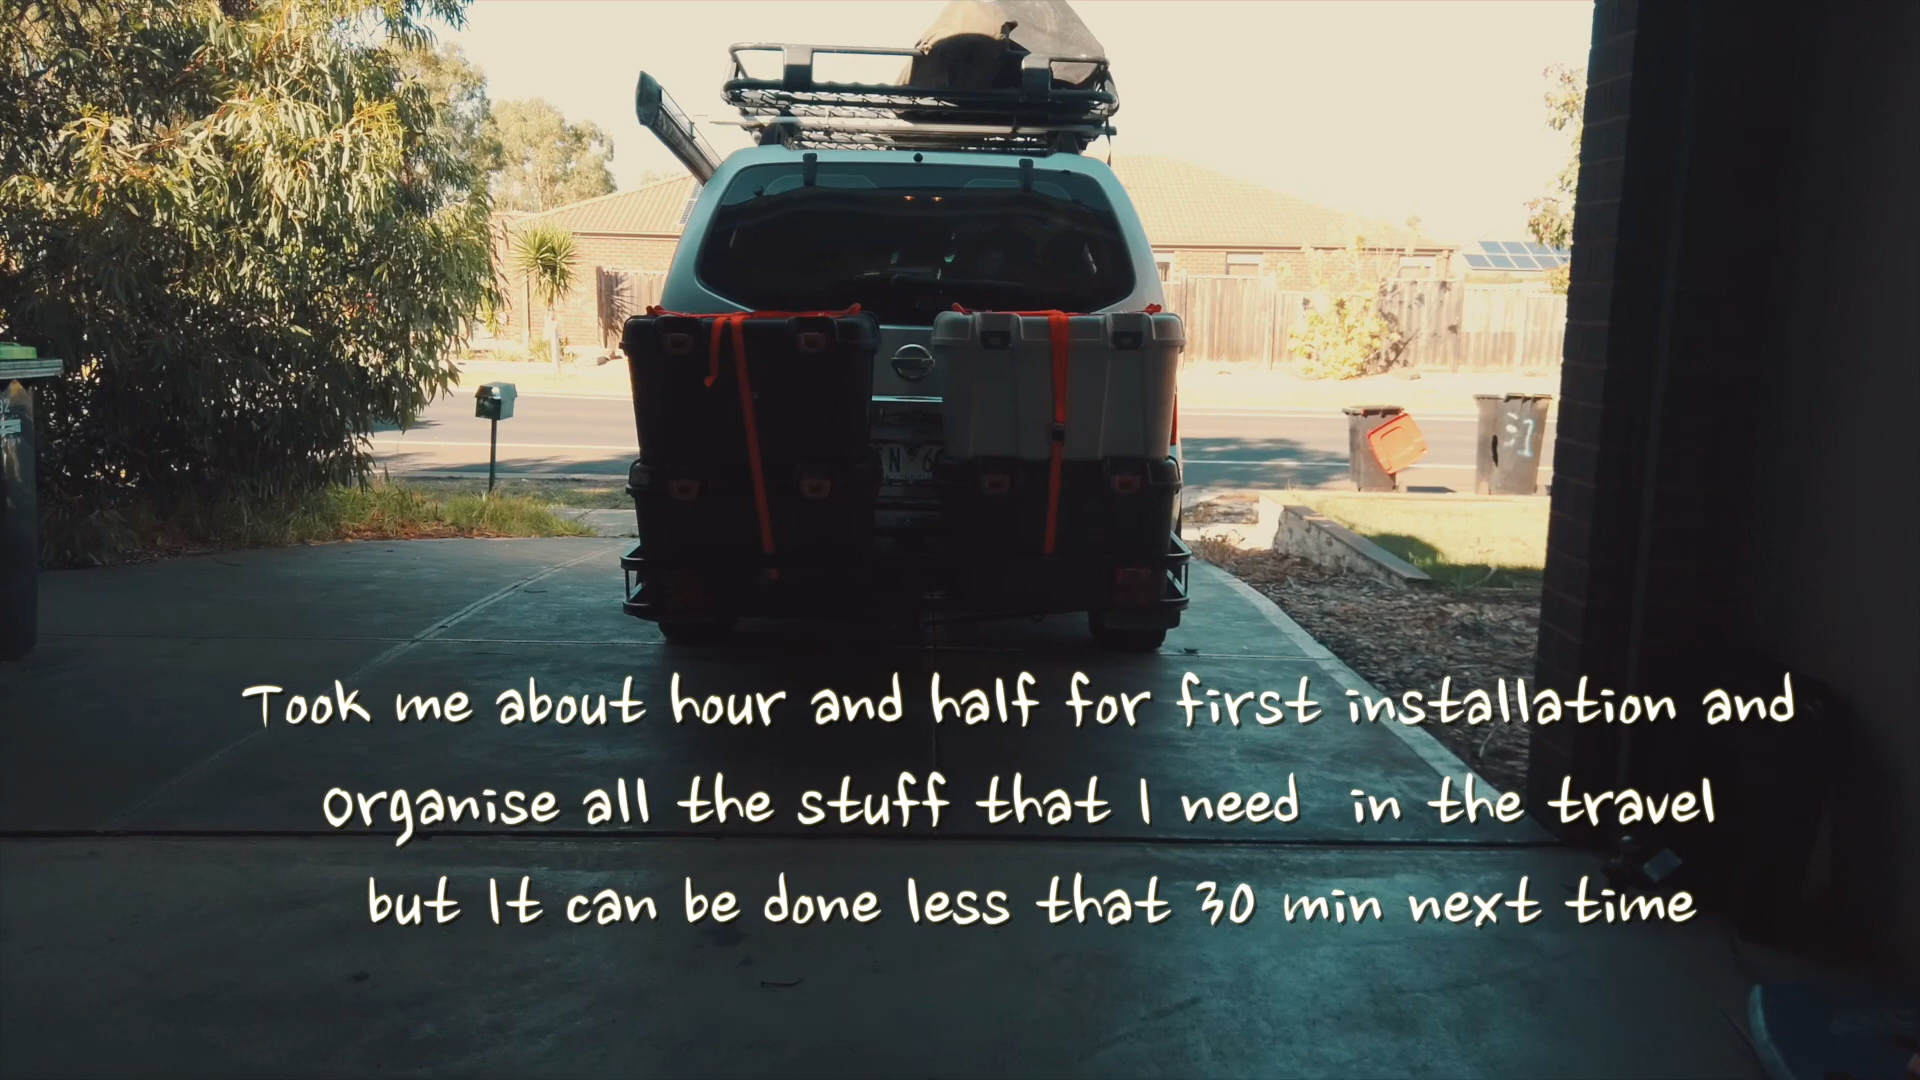 Took me about hour and half for first installation and
organise all the stuff that I need in the travel
but It can be done less that 30 min next time